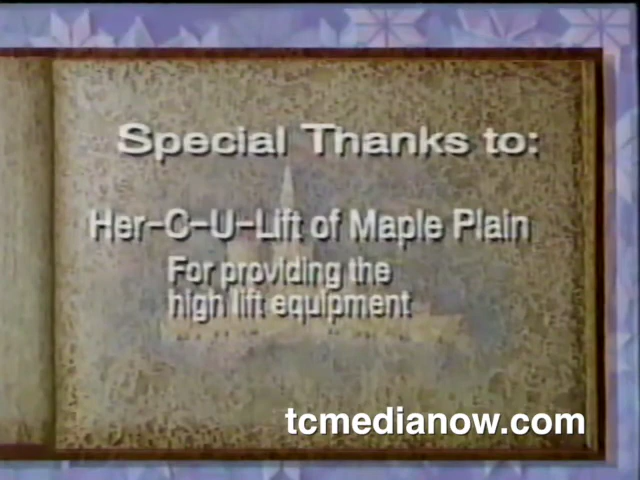 Special Thanks to:
Her-C-U-Lift of Maple Plain
For providing the
high lift equipment
tcmedianow.com